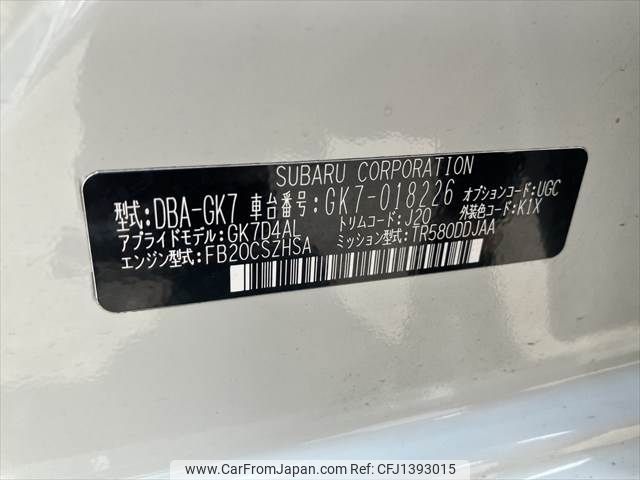 SUBARU CORPORATION
型式:DBA-GK7 車台番号:GK7-018226 オプションコード:UGC
アプライドモデル:GK7D4AL トリムコード:J20 外装色コード:K1X
エンジン型式:FB20CSZHSA ミッション型式:TR580DDJAA
CAR FROM JAPAN
www.CarFromJapan.com - CFJ1393015